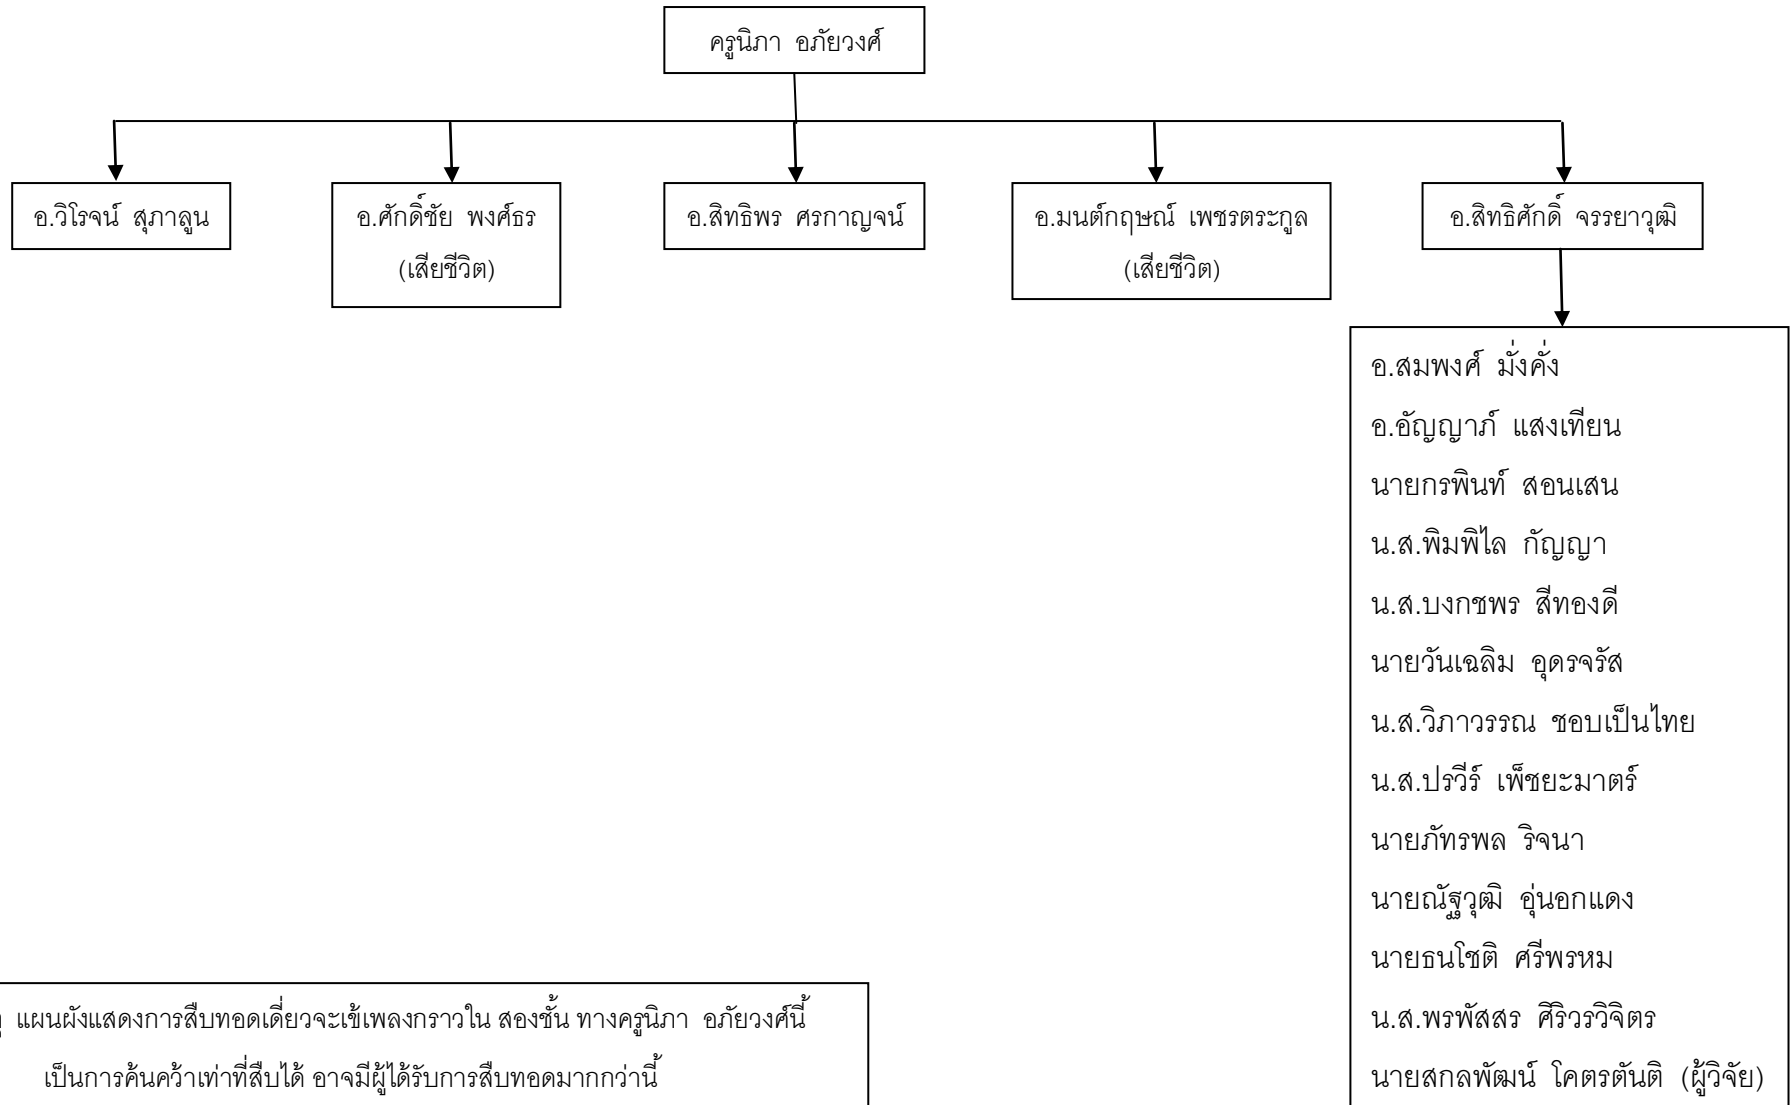 ครูนิภา อภัยวงศ์
อ.วิโรจน์ สุภาลูน
อ.ศักดิ์ชัย พงศ์ธร
(เสียชีวิต)
อ.สิทธิพร ศรกาญจน์
อ.มนต์กฤษณ์ เพชรตระกูล
(เสียชีวิต)
อ.สิทธิศักดิ์ จรรยาวุฒิ
อ.สมพงศ์ มั่งคั่ง
อ.อัญญาภ์ แสงเทียน
นายกรพินท์ สอนเสน
น.ส.พิมพิไล กัญญา
น.ส.บงกชพร สีทองดี
นายวันเฉลิม อุดรจรัส
น.ส.วิภาวรรณ ชอบเป็นไทย
น.ส.ปรวีร์ เพ็ชยะมาตร์
นายภัทรพล ริจนา
นายณัฐวุฒิ อุ่นอกแดง
นายธนโชติ ศรีพรหม
น.ส.พรพัสสร ศิริวรวิจิตร
นายสกลพัฒน์ โคตรตันติ (ผู้วิจัย)
แผนผังแสดงการสืบทอดเดี่ยวจะเข้เพลงกราวใน สองชั้น ทางครูนิภา อภัยวงศ์นี้
เป็นการค้นคว้าเท่าที่สืบได้ อาจมีผู้ได้รับการสืบทอดมากกว่านี้